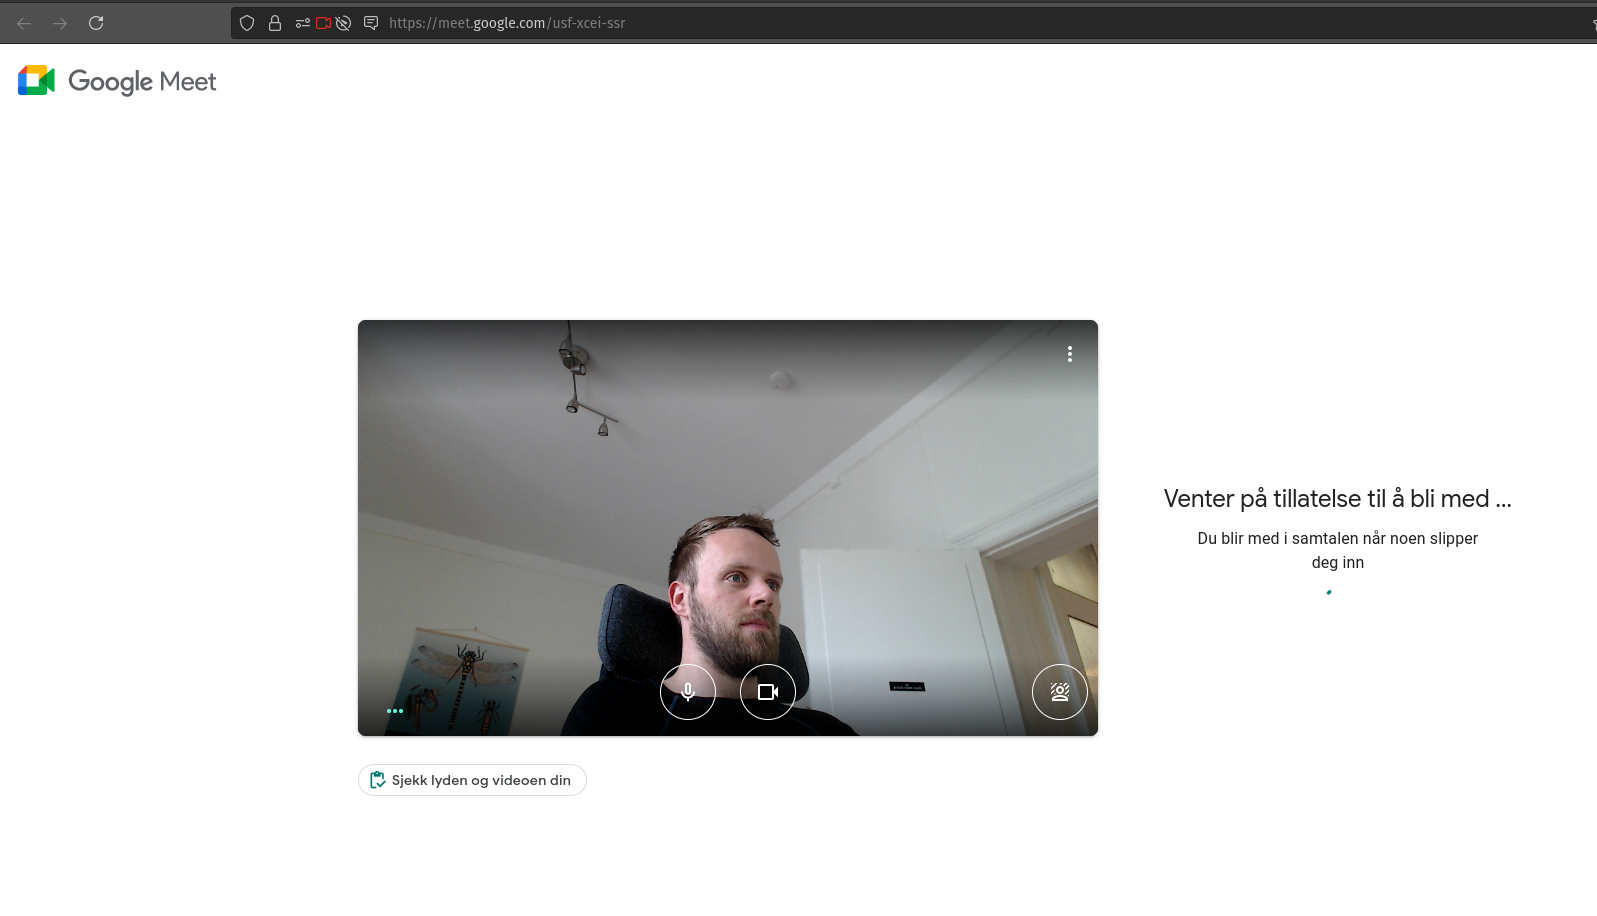 https://meet.google.com/usf-xcei-ssr
Google Meet
Venter på tillatelse til å bli med ...
Du blir med i samtalen når noen slipper
deg inn
Sjekk lyden og videoen din